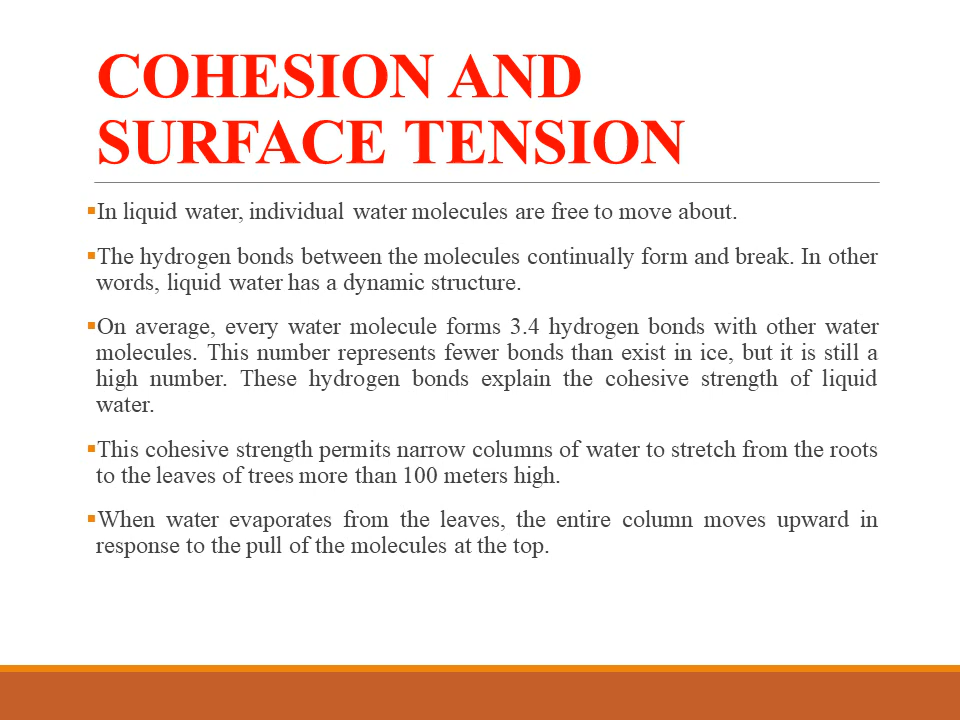 COHESION AND
SURFACE TENSION
▪In liquid water, individual water molecules are free to move about.
▪The hydrogen bonds between the molecules continually form and break. In other
words, liquid water has a dynamic structure.
▪On average, every water molecule forms 3.4 hydrogen bonds with other water
molecules. This number represents fewer bonds than exist in ice, but it is still a
high number. These hydrogen bonds explain the cohesive strength of liquid
water.
▪This cohesive strength permits narrow columns of water to stretch from the roots
to the leaves of trees more than 100 meters high.
▪When water evaporates from the leaves, the entire column moves upward in
response to the pull of the molecules at the top.